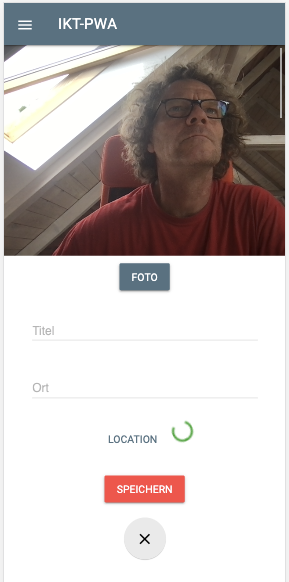 IKT-PWA
FOTO
Titel
Ort
LOCATION
SPEICHERN